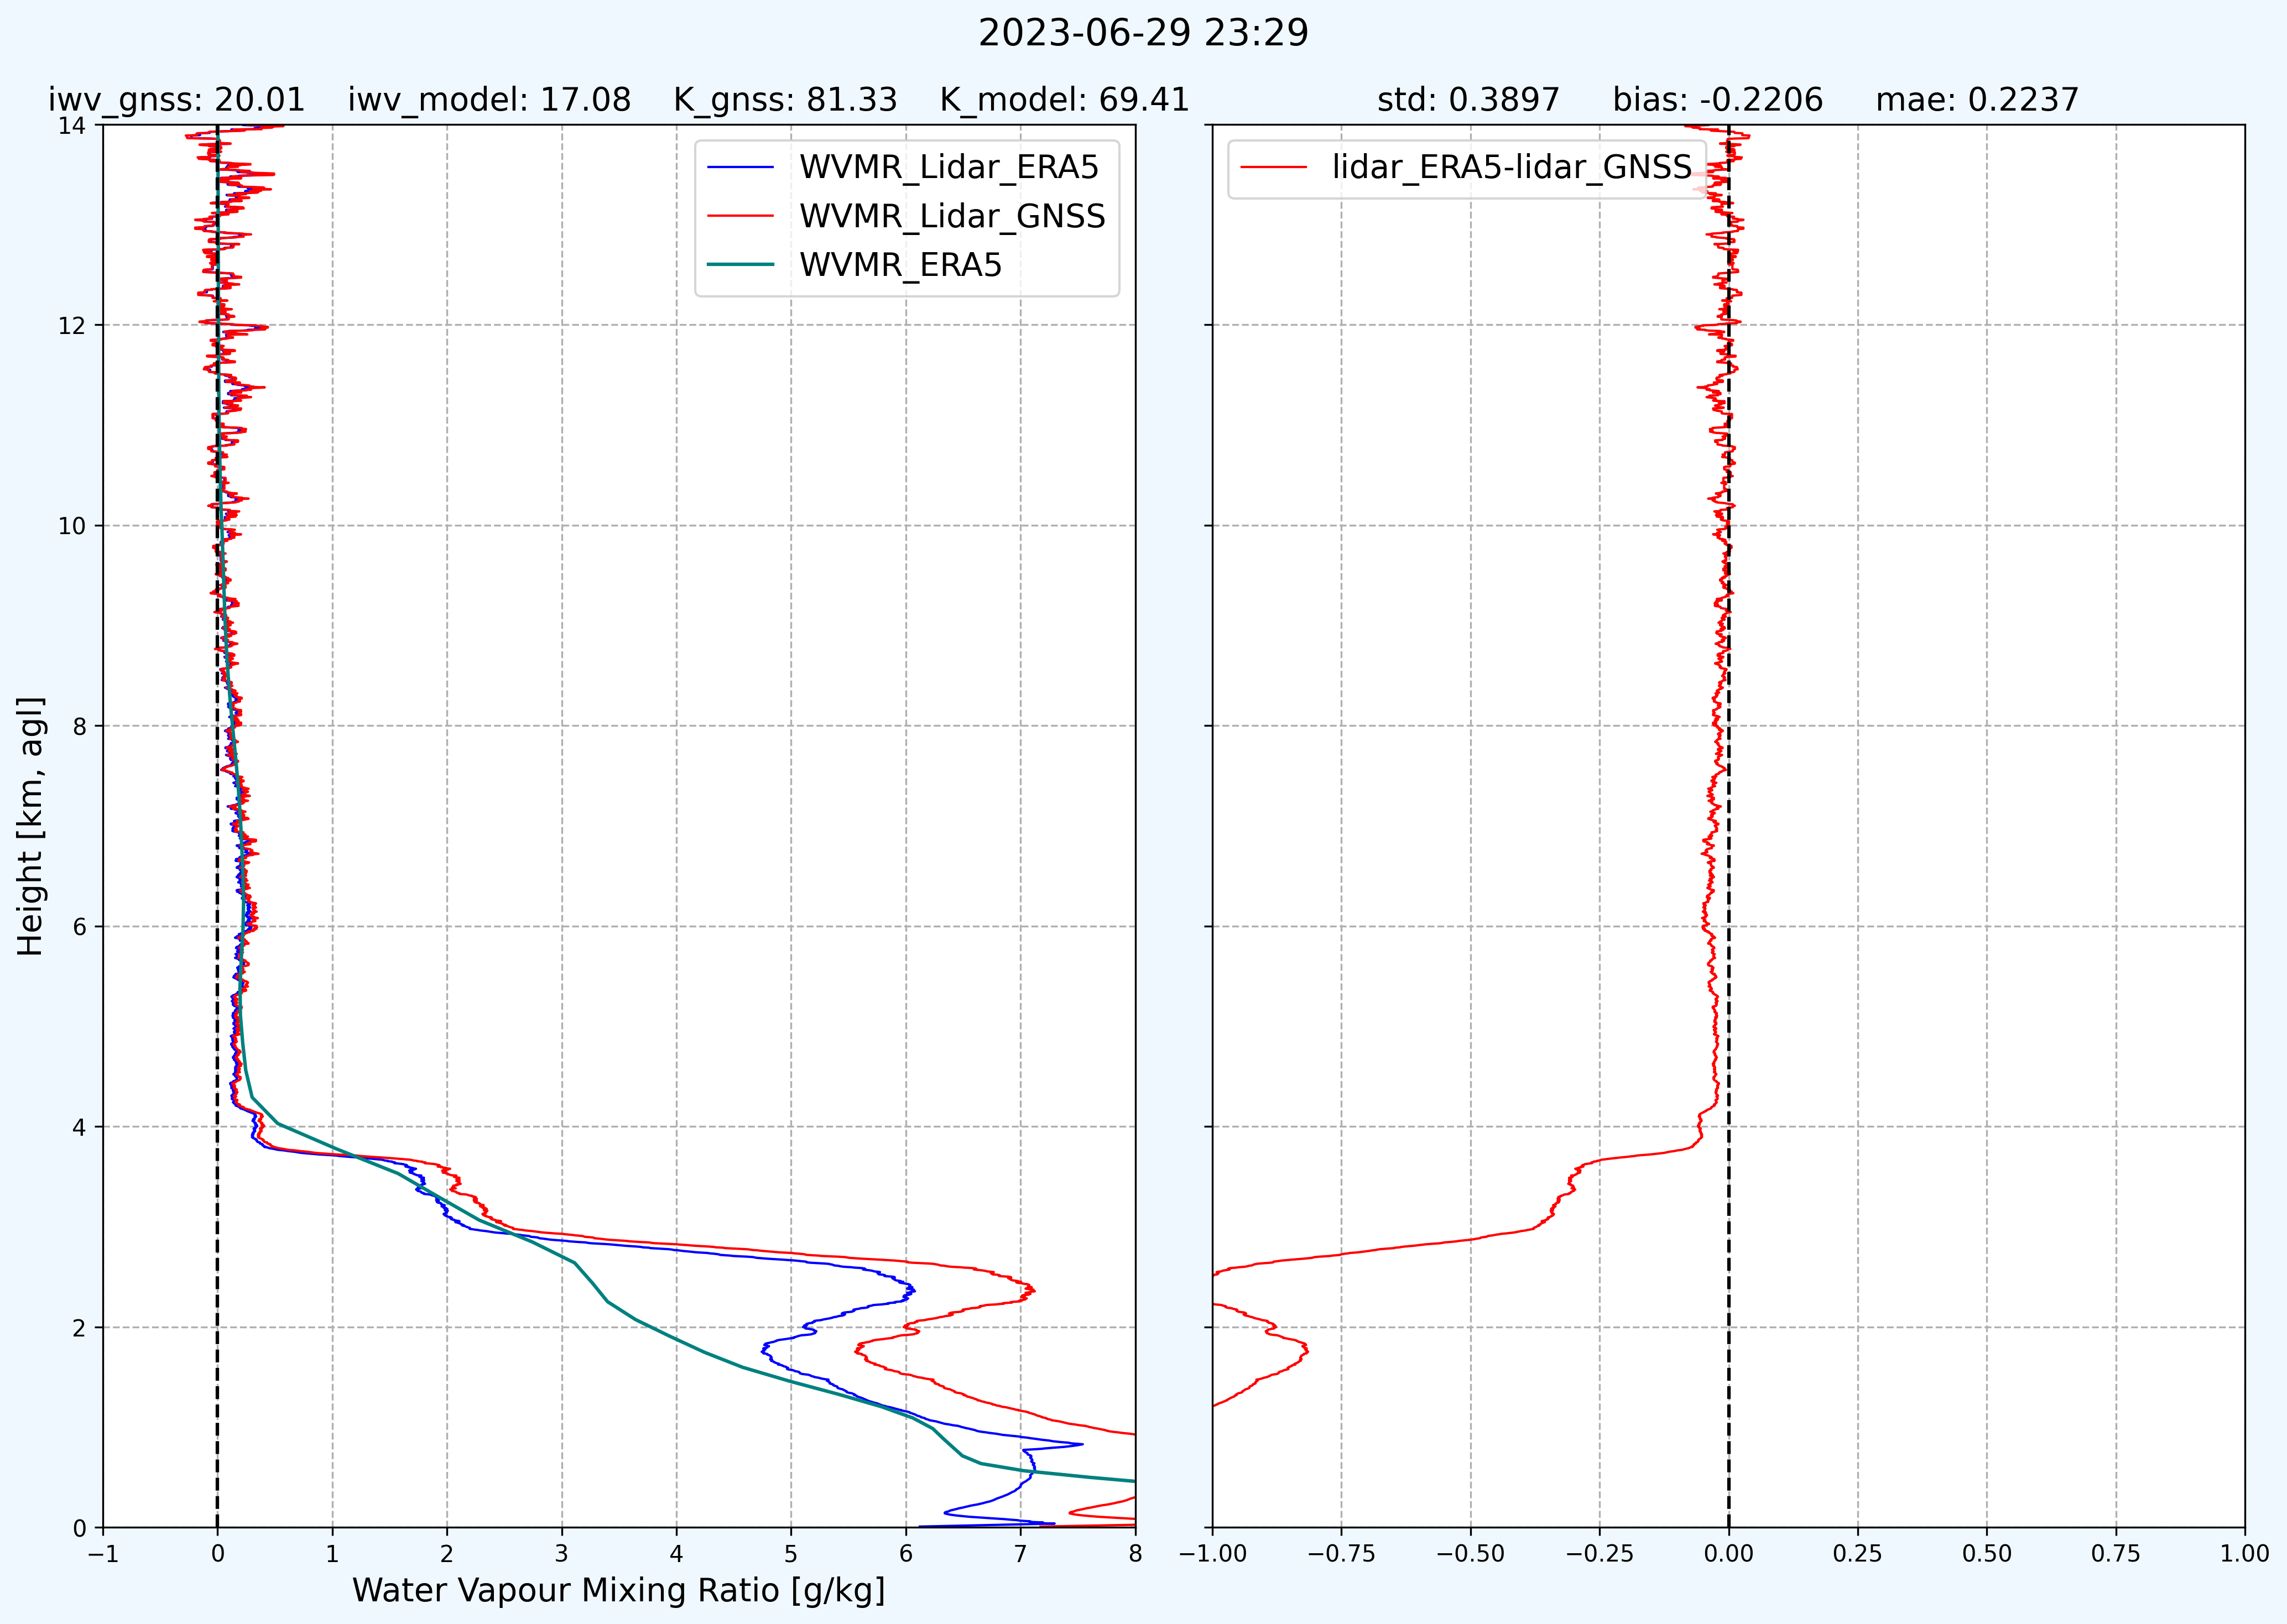 2023-06-29 23:29
iwv_gnss: 20.01 iwv_model: 17.08 K_gnss: 81.33 K_model: 69.41
std: 0.3897 bias: -0.2206 mae: 0.2237
WVMR_Lidar_ERA5
WVMR_Lidar_GNSS
WVMR_ERA5
lidar_ERA5-lidar_GNSS
14
12
10
8
6
4
2
0
Height [km, agl]
−1 0 1 2 3 4 5 6 7 8
Water Vapour Mixing Ratio [g/kg]
−1.00 −0.75 −0.50 −0.25 0.00 0.25 0.50 0.75 1.00